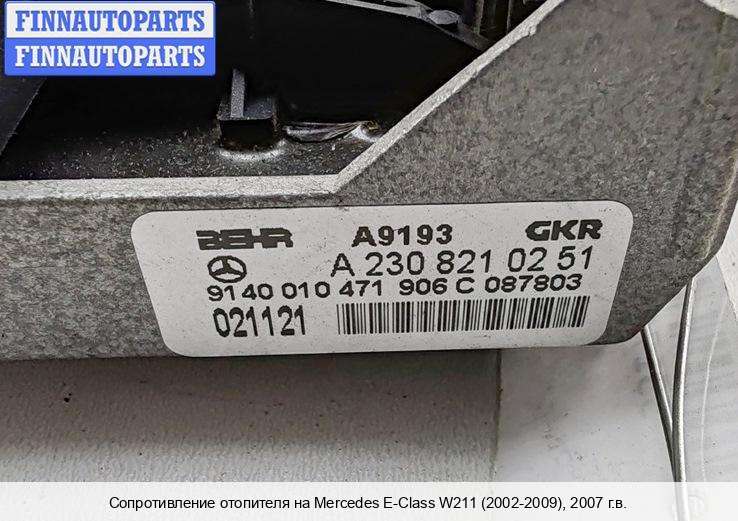 FINNAUTOPARTS
FINNAUTOPARTS
BEHR A9193 GKR
A 230 821 02 51
9140 010 471 906 C 087803
021121
Сопротивление отопителя на Mercedes E-Class W211 (2002-2009), 2007 г.в.